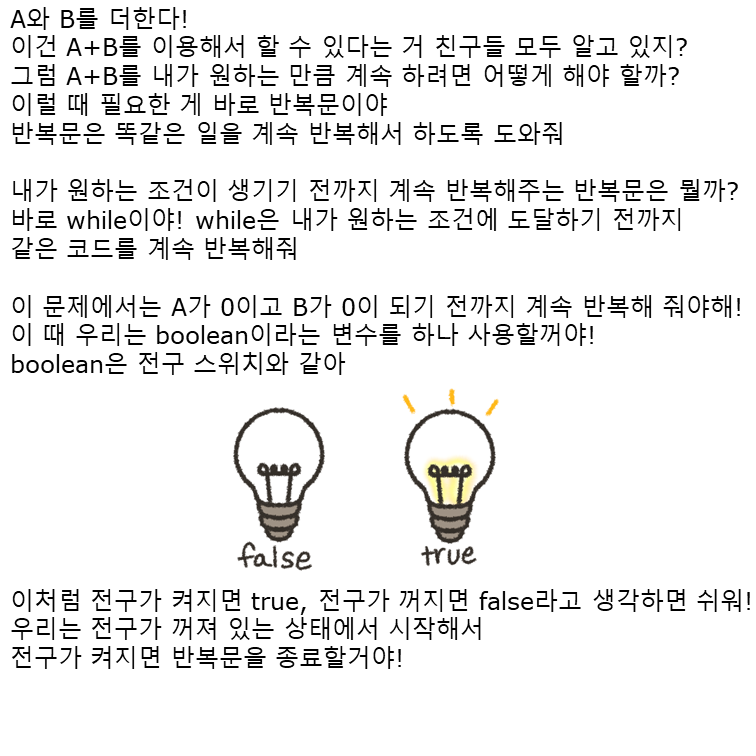 A와 B를 더한다!
이건 A+B를 이용해서 할 수 있다는 거 친구들 모두 알고 있지?
그럼 A+B를 내가 원하는 만큼 계속 하려면 어떻게 해야 할까?
이럴 때 필요한 게 바로 반복문이야
반복문은 똑같은 일을 계속 반복해서 하도록 도와줘
내가 원하는 조건이 생기기 전까지 계속 반복해주는 반복문은 뭘까?
바로 while이야! while은 내가 원하는 조건에 도달하기 전까지
같은 코드를 계속 반복해줘
이 문제에서는 A가 0이고 B가 0이 되기 전까지 계속 반복해 줘야해!
이 때 우리는 boolean이라는 변수를 하나 사용할꺼야!
boolean은 전구 스위치와 같아
false
true
이처럼 전구가 켜지면 true, 전구가 꺼지면 false라고 생각하면 쉬워!
우리는 전구가 꺼져 있는 상태에서 시작해서
전구가 켜지면 반복문을 종료할거야!